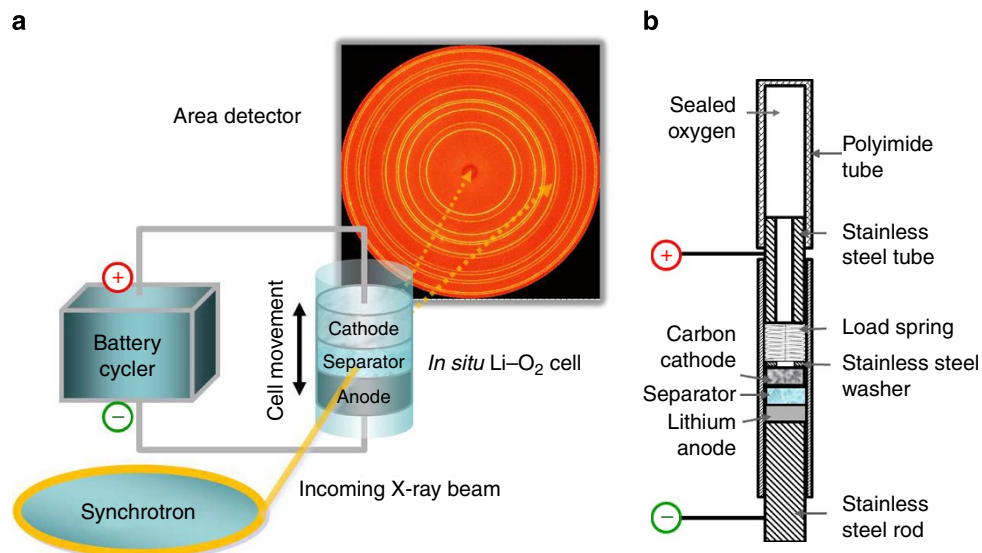 a
Area detector
+
Battery
cycler
−
Cell movement
Cathode
Separator
Anode
In situ Li–O₂ cell
Incoming X-ray beam
Synchrotron
b
Sealed
oxygen
Polyimide
tube
Stainless
steel tube
+
Load spring
Carbon
cathode
Stainless steel
washer
Separator
Lithium
anode
−
Stainless
steel rod